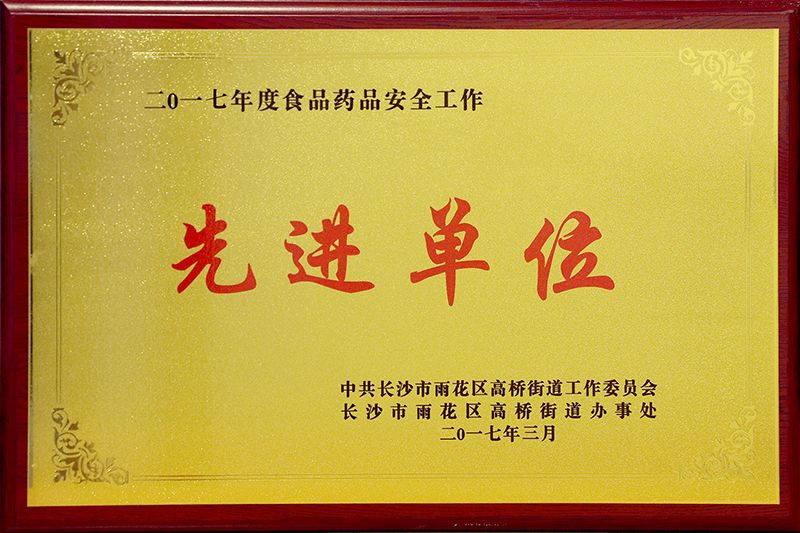 二0一七年度食品药品安全工作
先进单位
中共长沙市雨花区高桥街道工作委员会
长沙市雨花区高桥街道办事处
二0一七年三月